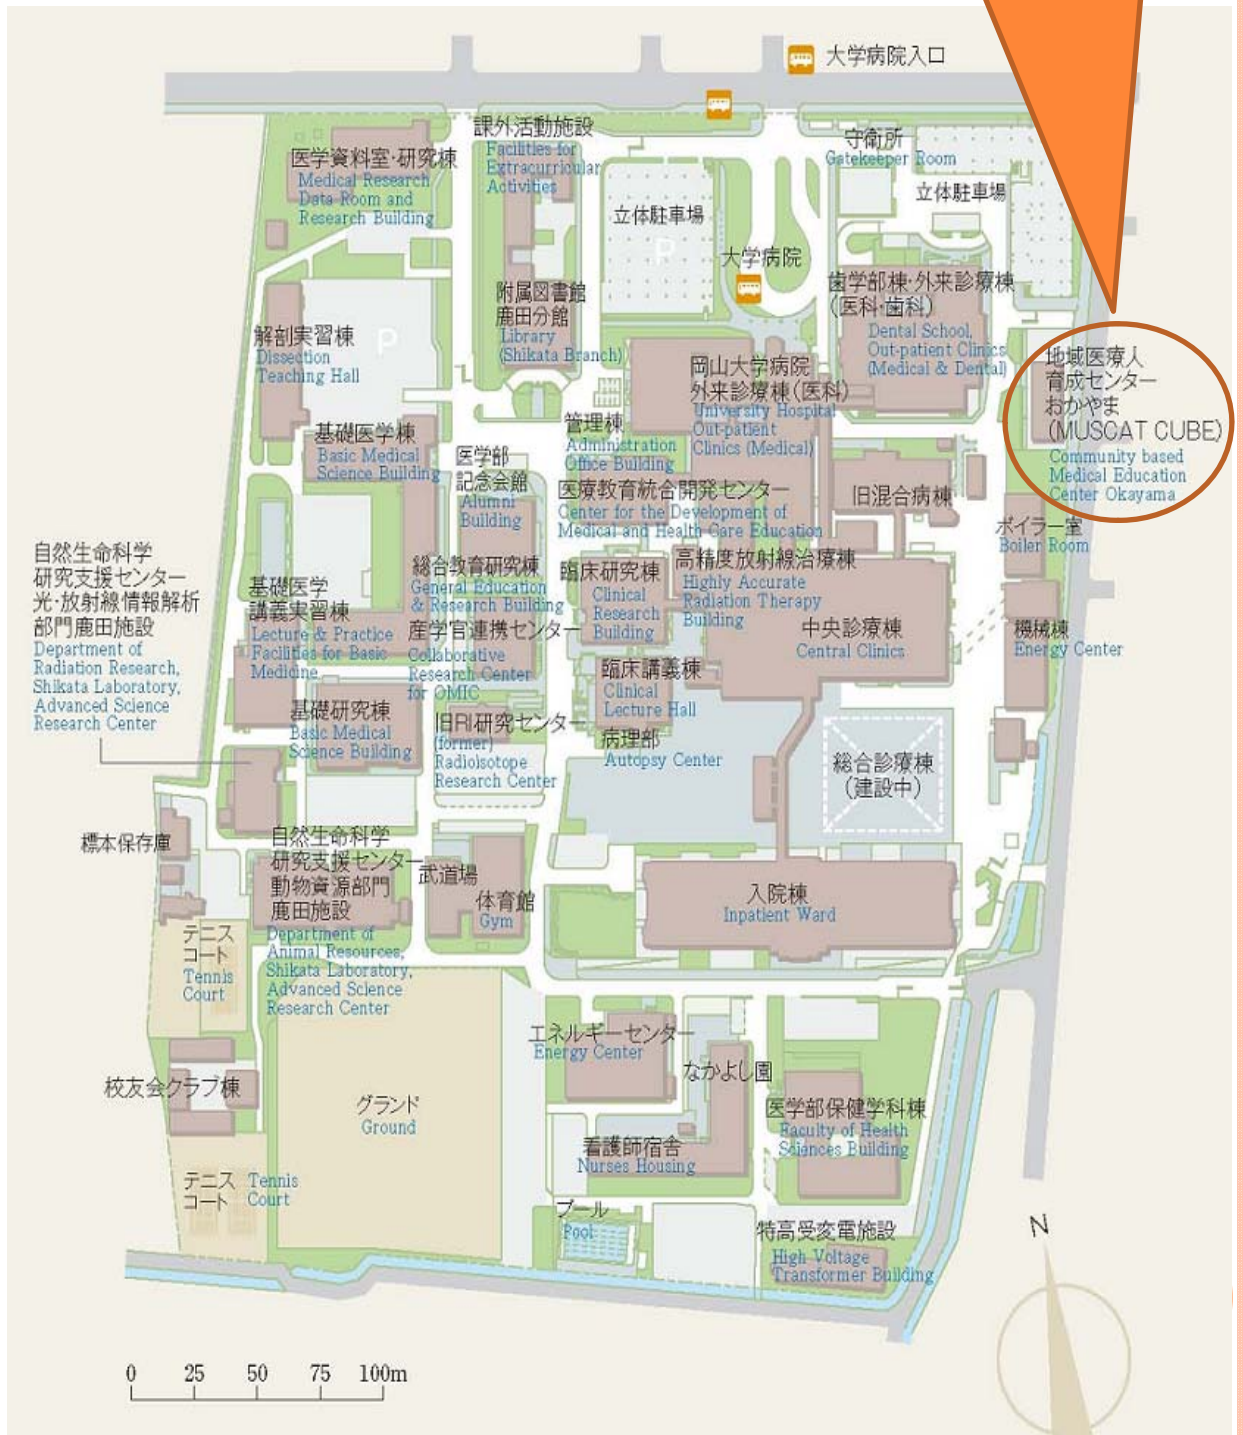 大学病院入口
課外活動施設
Facilities for
Extracurricular
Activities
守衛所
Gatekeeper Room
医学資料室・研究棟
Medical Research
Data Room and
Research Building
立体駐車場
立体駐車場
P
大学病院
附属図書館
鹿田分館
Library
(Shikata Branch)
歯学部棟・外来診療棟
(医科・歯科)
Dental School,
Out-patient Clinics
(Medical & Dental)
解剖実習棟
Dissection
Teaching Hall
P
岡山大学病院
外来診療棟(医科)
University Hospital
Out-patient
Clinics (Medical)
地域医療人
育成センター
おかやま
(MUSCAT CUBE)
Community based
Medical Education
Center Okayama
基礎医学棟
Basic Medical
Science Building
管理棟
Administration
Office Building
医学部
記念会館
Alumni
Building
医療教育統合開発センター
Center for the Development of
Medical and Health Care Education
旧混合病棟
ボイラー室
Boiler Room
自然生命科学
研究支援センター
光・放射線情報解析
部門鹿田施設
Department of
Radiation Research,
Shikata Laboratory,
Advanced Science
Research Center
基礎医学
講義実習棟
Lecture & Practice
Facilities for Basic
Medicine
総合教育研究棟
General Education
& Research Building
産学官連携センター
Collaborative
Research Center
for OMIC
臨床研究棟
Clinical
Research
Building
高精度放射線治療棟
Highly Accurate
Radiation Therapy
Building
中央診療棟
Central Clinics
機械棟
Energy Center
臨床講義棟
Clinical
Lecture Hall
基礎研究棟
Basic Medical
Science Building
旧RI研究センター
(former)
Radioisotope
Research Center
病理部
Autopsy Center
総合診療棟
(建設中)
標本保存庫
自然生命科学
研究支援センター
動物資源部門
鹿田施設
Department of
Animal Resources,
Shikata Laboratory,
Advanced Science
Research Center
武道場
体育館
Gym
入院棟
Inpatient Ward
テニス
コート
Tennis
Court
エネルギーセンター
Energy Center
なかよし園
校友会クラブ棟
グランド
Ground
医学部保健学科棟
Faculty of Health
Sciences Building
看護師宿舎
Nurses Housing
テニス
コート
Tennis
Court
プール
Pool
特高受変電施設
High Voltage
Transformer Building
N
0 25 50 75 100m